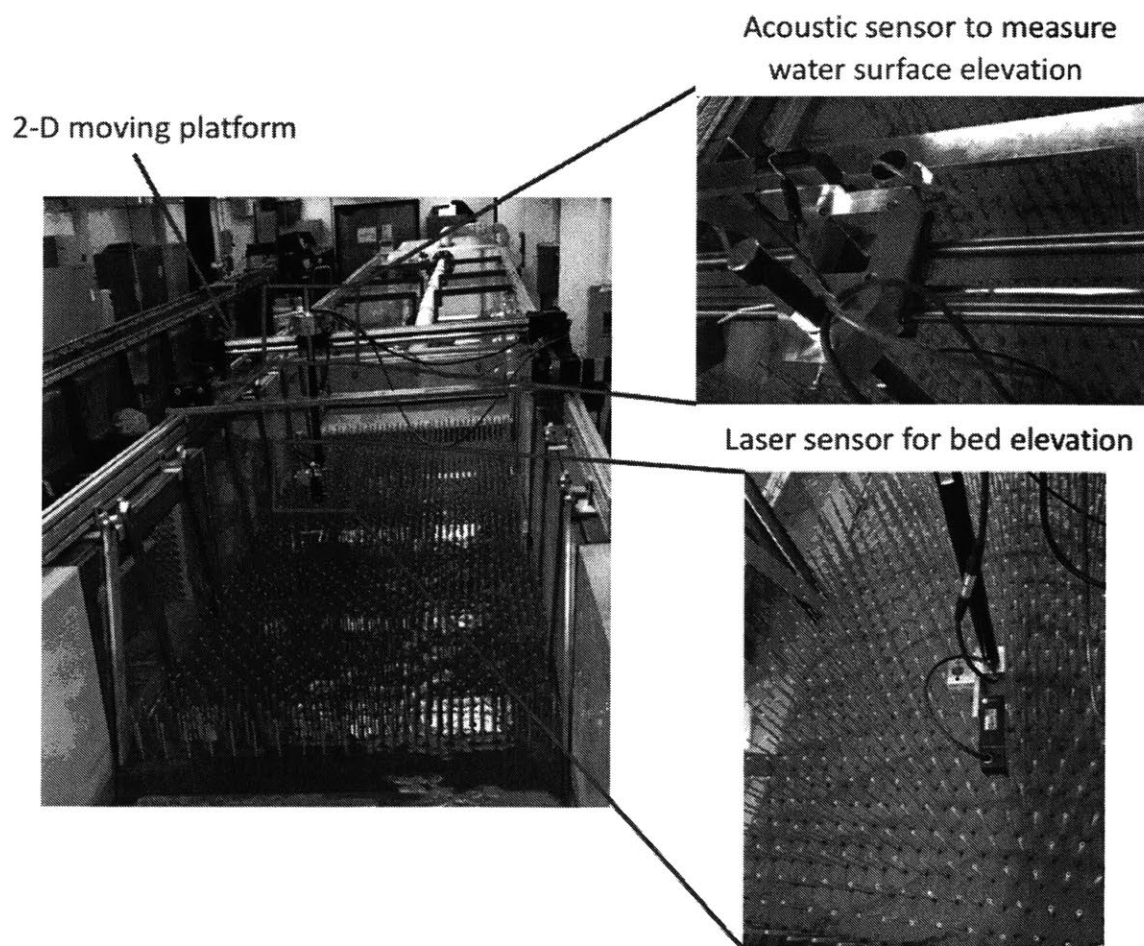 Acoustic sensor to measure
water surface elevation
2-D moving platform
Laser sensor for bed elevation